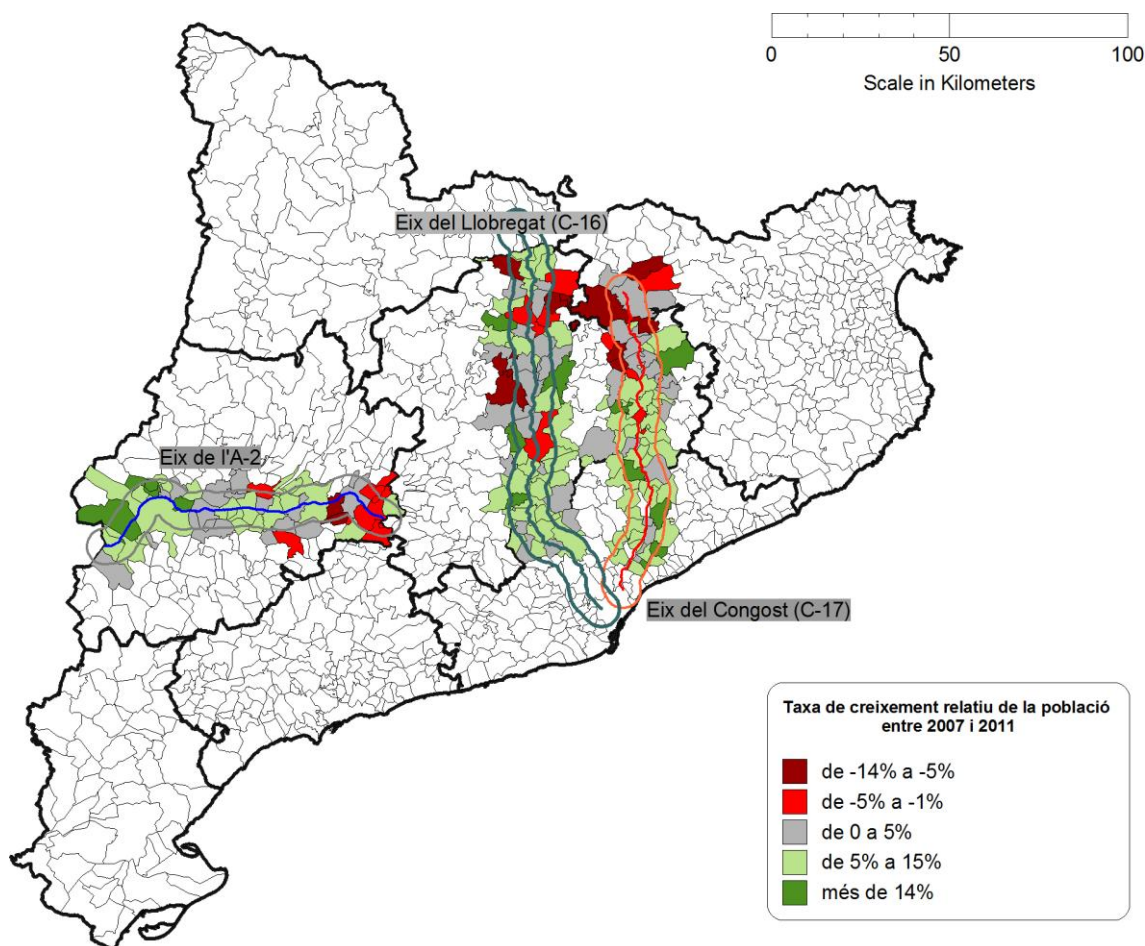 0 50 100
Scale in Kilometers
Eix del Llobregat (C-16)
Eix de l'A-2
Eix del Congost (C-17)
Taxa de creixement relatiu de la població
entre 2007 i 2011
de -14% a -5%
de -5% a -1%
de 0 a 5%
de 5% a 15%
més de 14%